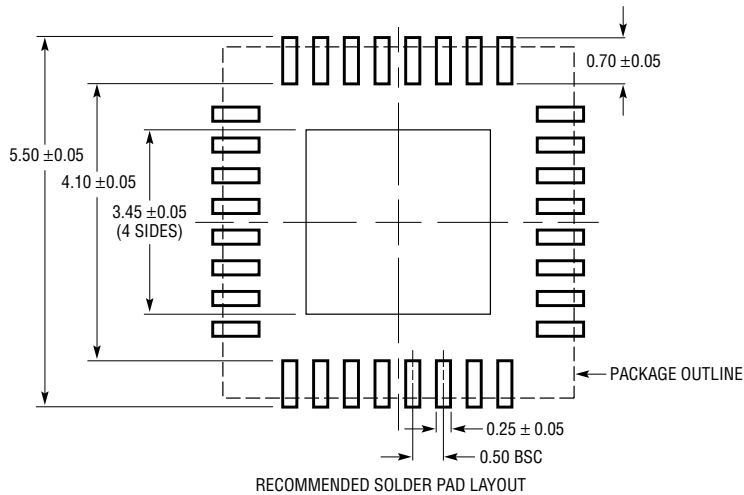 0.70 ±0.05
5.50 ±0.05
4.10 ±0.05
3.45 ±0.05
(4 SIDES)
PACKAGE OUTLINE
0.25 ± 0.05
0.50 BSC
RECOMMENDED SOLDER PAD LAYOUT